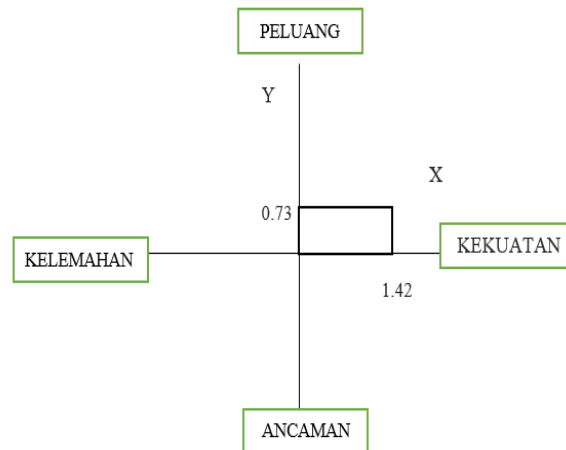 PELUANG
Y
X
0.73
KELEMAHAN
KEKUATAN
1.42
ANCAMAN